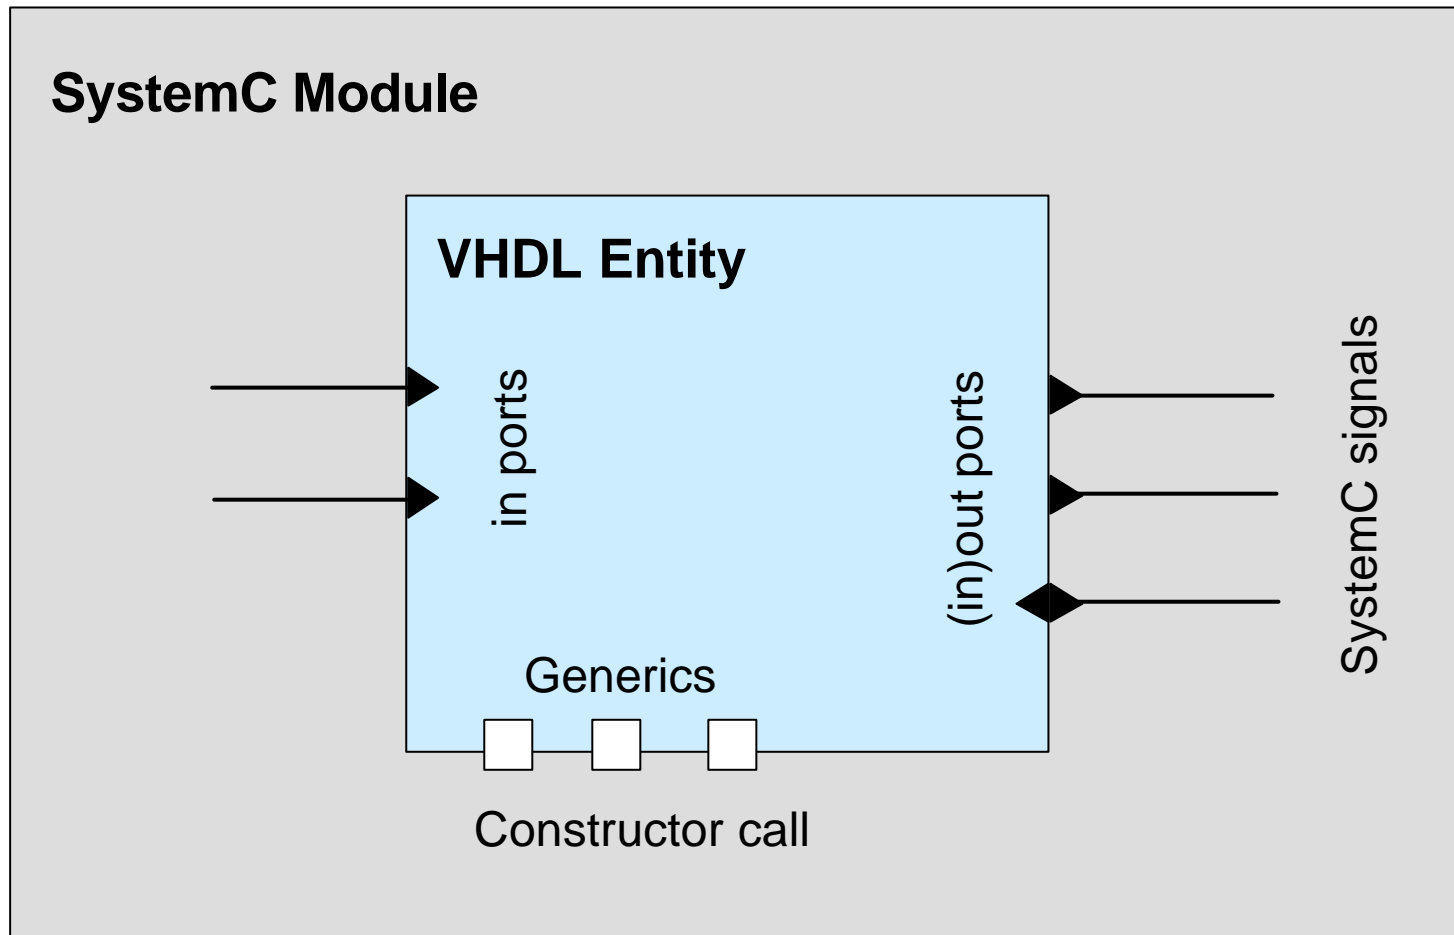 SystemC Module
VHDL Entity
in ports
(in)out ports
SystemC signals
Generics
Constructor call